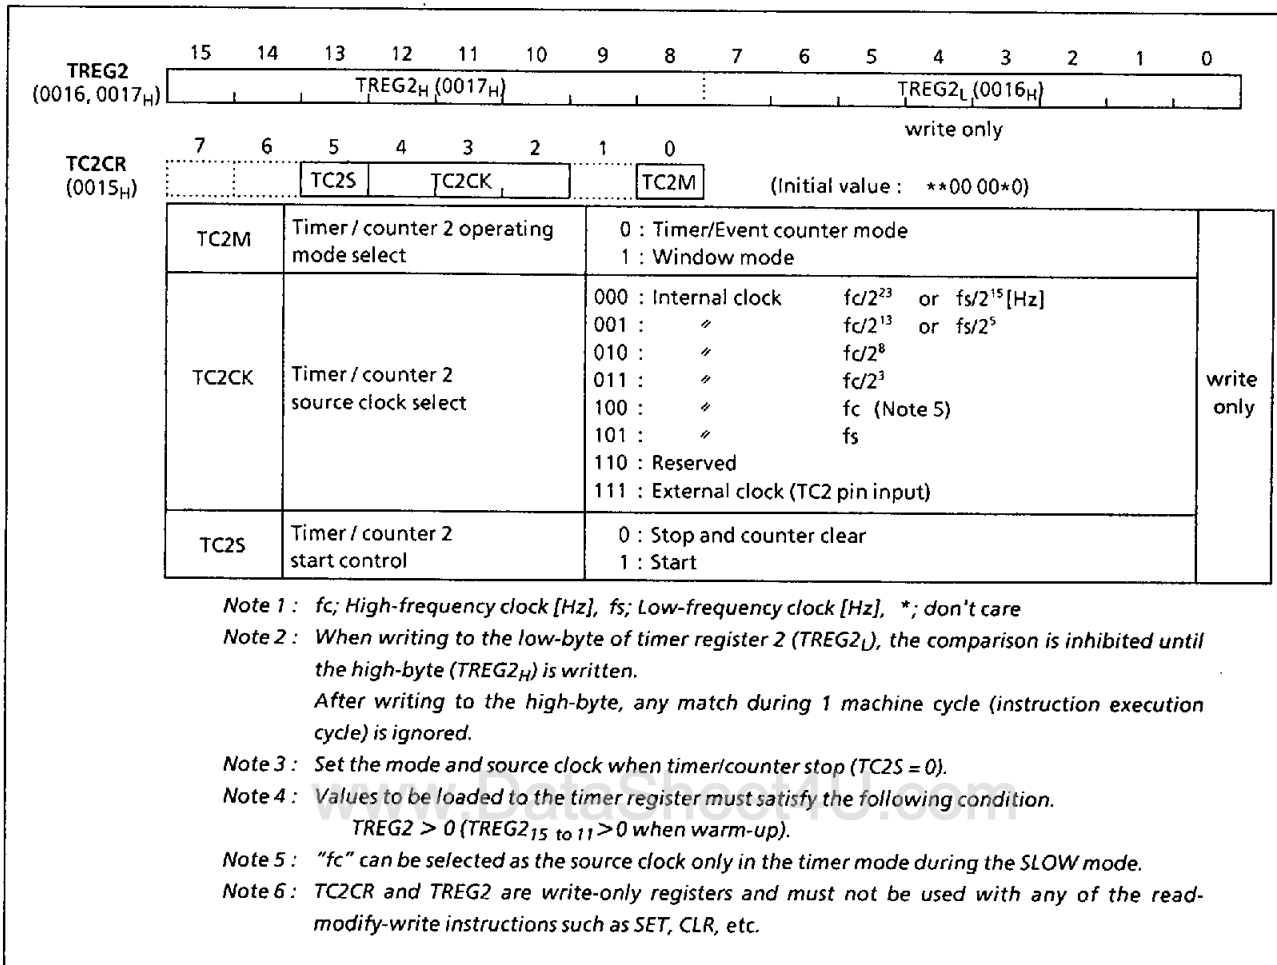 15 14 13 12 11 10 9 8 7 6 5 4 3 2 1 0
TREG2
(0016, 0017H)
TREG2H (0017H) TREG2L (0016H)
write only
7 6 5 4 3 2 1 0
TC2CR
(0015H)
TC2S TC2CK TC2M (Initial value : **00 00*0)
TC2M
Timer / counter 2 operating
mode select
0 : Timer/Event counter mode
1 : Window mode
TC2CK
Timer / counter 2
source clock select
000 : Internal clock fc/2²³ or fs/2¹⁵ [Hz]
001 : 〃 fc/2¹³ or fs/2⁵
010 : 〃 fc/2⁸
011 : 〃 fc/2³
100 : 〃 fc (Note 5)
101 : 〃 fs
110 : Reserved
111 : External clock (TC2 pin input)
write
only
TC2S
Timer / counter 2
start control
0 : Stop and counter clear
1 : Start
Note 1 : fc; High-frequency clock [Hz], fs; Low-frequency clock [Hz], *; don't care
Note 2 : When writing to the low-byte of timer register 2 (TREG2L), the comparison is inhibited until
the high-byte (TREG2H) is written.
After writing to the high-byte, any match during 1 machine cycle (instruction execution
cycle) is ignored.
Note 3 : Set the mode and source clock when timer/counter stop (TC2S = 0).
Note 4 : Values to be loaded to the timer register must satisfy the following condition.
www.DataSheet4U.com
TREG2 > 0 (TREG215 to 11 > 0 when warm-up).
Note 5 : "fc" can be selected as the source clock only in the timer mode during the SLOW mode.
Note 6 : TC2CR and TREG2 are write-only registers and must not be used with any of the read-
modify-write instructions such as SET, CLR, etc.